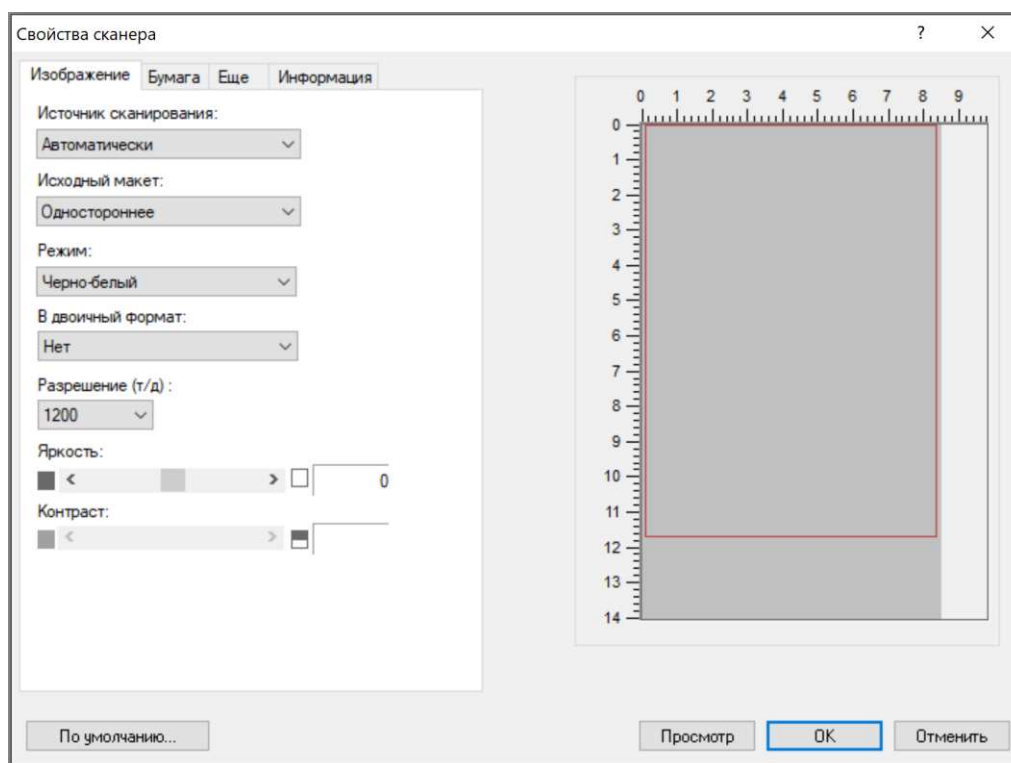 Свойства сканера
?
Изображение Бумага Еще Информация
Источник сканирования:
Автоматически
Исходный макет:
Одностороннее
Режим:
Черно-белый
В двоичный формат:
Нет
Разрешение (т/д) :
1200
Яркость:
0
Контраст:
0 1 2 3 4 5 6 7 8 9
0
1
2
3
4
5
6
7
8
9
10
11
12
13
14
По умолчанию... Просмотр OK Отменить